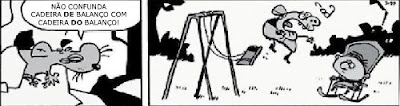 NÃO CONFUNDA
CADEIRA DE BALANÇO COM
CADEIRA DO BALANÇO!